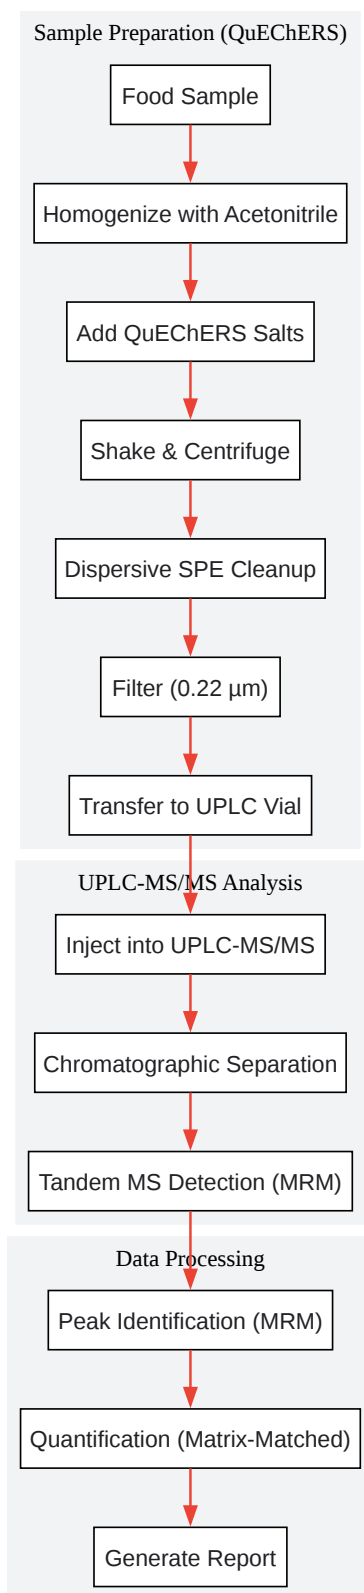 Sample Preparation (QuEChERS)
Food Sample
Homogenize with Acetonitrile
Add QuEChERS Salts
Shake & Centrifuge
Dispersive SPE Cleanup
Filter (0.22 µm)
Transfer to UPLC Vial
UPLC-MS/MS Analysis
Inject into UPLC-MS/MS
Chromatographic Separation
Tandem MS Detection (MRM)
Data Processing
Peak Identification (MRM)
Quantification (Matrix-Matched)
Generate Report